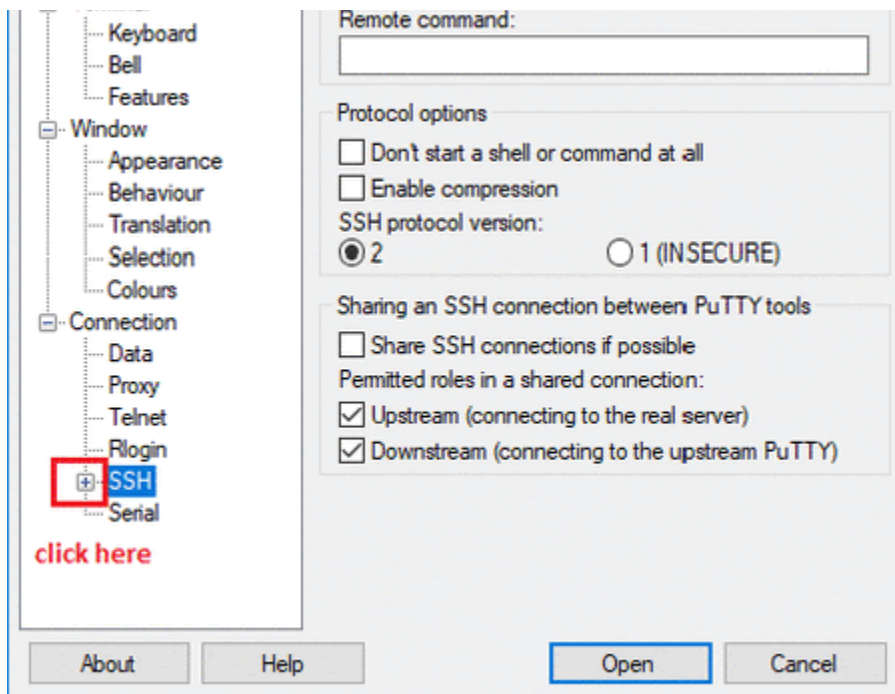 Keyboard
Bell
Features
Window
Appearance
Behaviour
Translation
Selection
Colours
Connection
Data
Proxy
Telnet
Rlogin
SSH
Serial
click here
Remote command:
Protocol options
Don't start a shell or command at all
Enable compression
SSH protocol version:
2 1 (INSECURE)
Sharing an SSH connection between PuTTY tools
Share SSH connections if possible
Permitted roles in a shared connection:
Upstream (connecting to the real server)
Downstream (connecting to the upstream PuTTY)
About Help Open Cancel